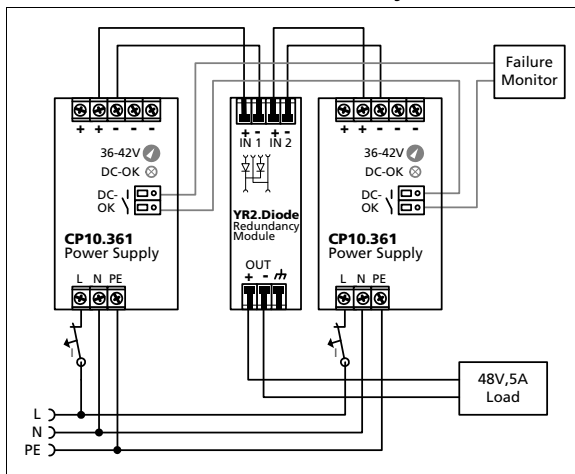 Failure
Monitor
+ + - - -
36-42V
DC-OK
DC-
OK
CP10.361
Power Supply
L N PE
+ - + -
IN 1 IN 2
YR2.Diode
Redundancy
Module
OUT
+ -
+ + - - -
36-42V
DC-OK
DC-
OK
CP10.361
Power Supply
L N PE
I
I
48V,5A
Load
L
N
PE